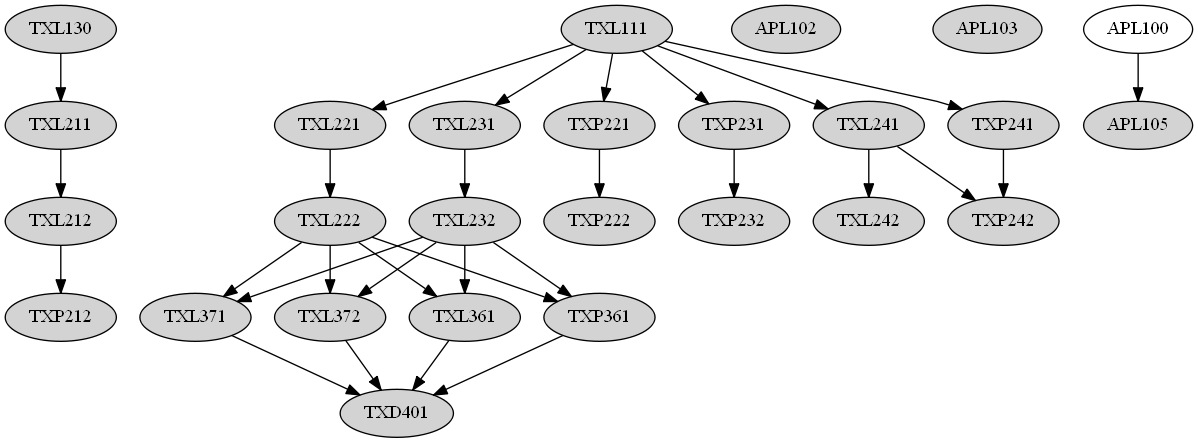 TXL130
TXL111
APL102
APL103
APL100
TXL211
TXL221
TXL231
TXP221
TXP231
TXL241
TXP241
APL105
TXL212
TXL222
TXL232
TXP222
TXP232
TXL242
TXP242
TXP212
TXL371
TXL372
TXL361
TXP361
TXD401